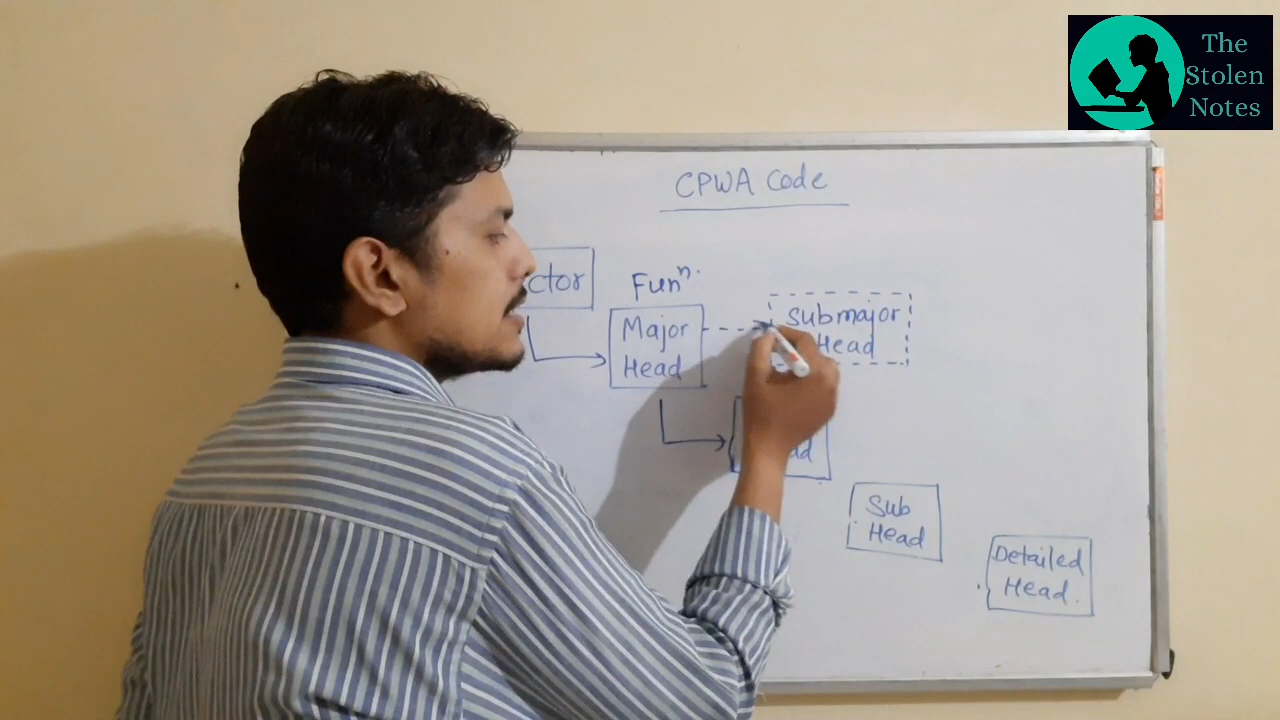 The
Stolen
Notes
CPWA Code
ctor
Funⁿ.
Major
Head
Submajor
Head
ad
Sub
Head
Detailed
Head.